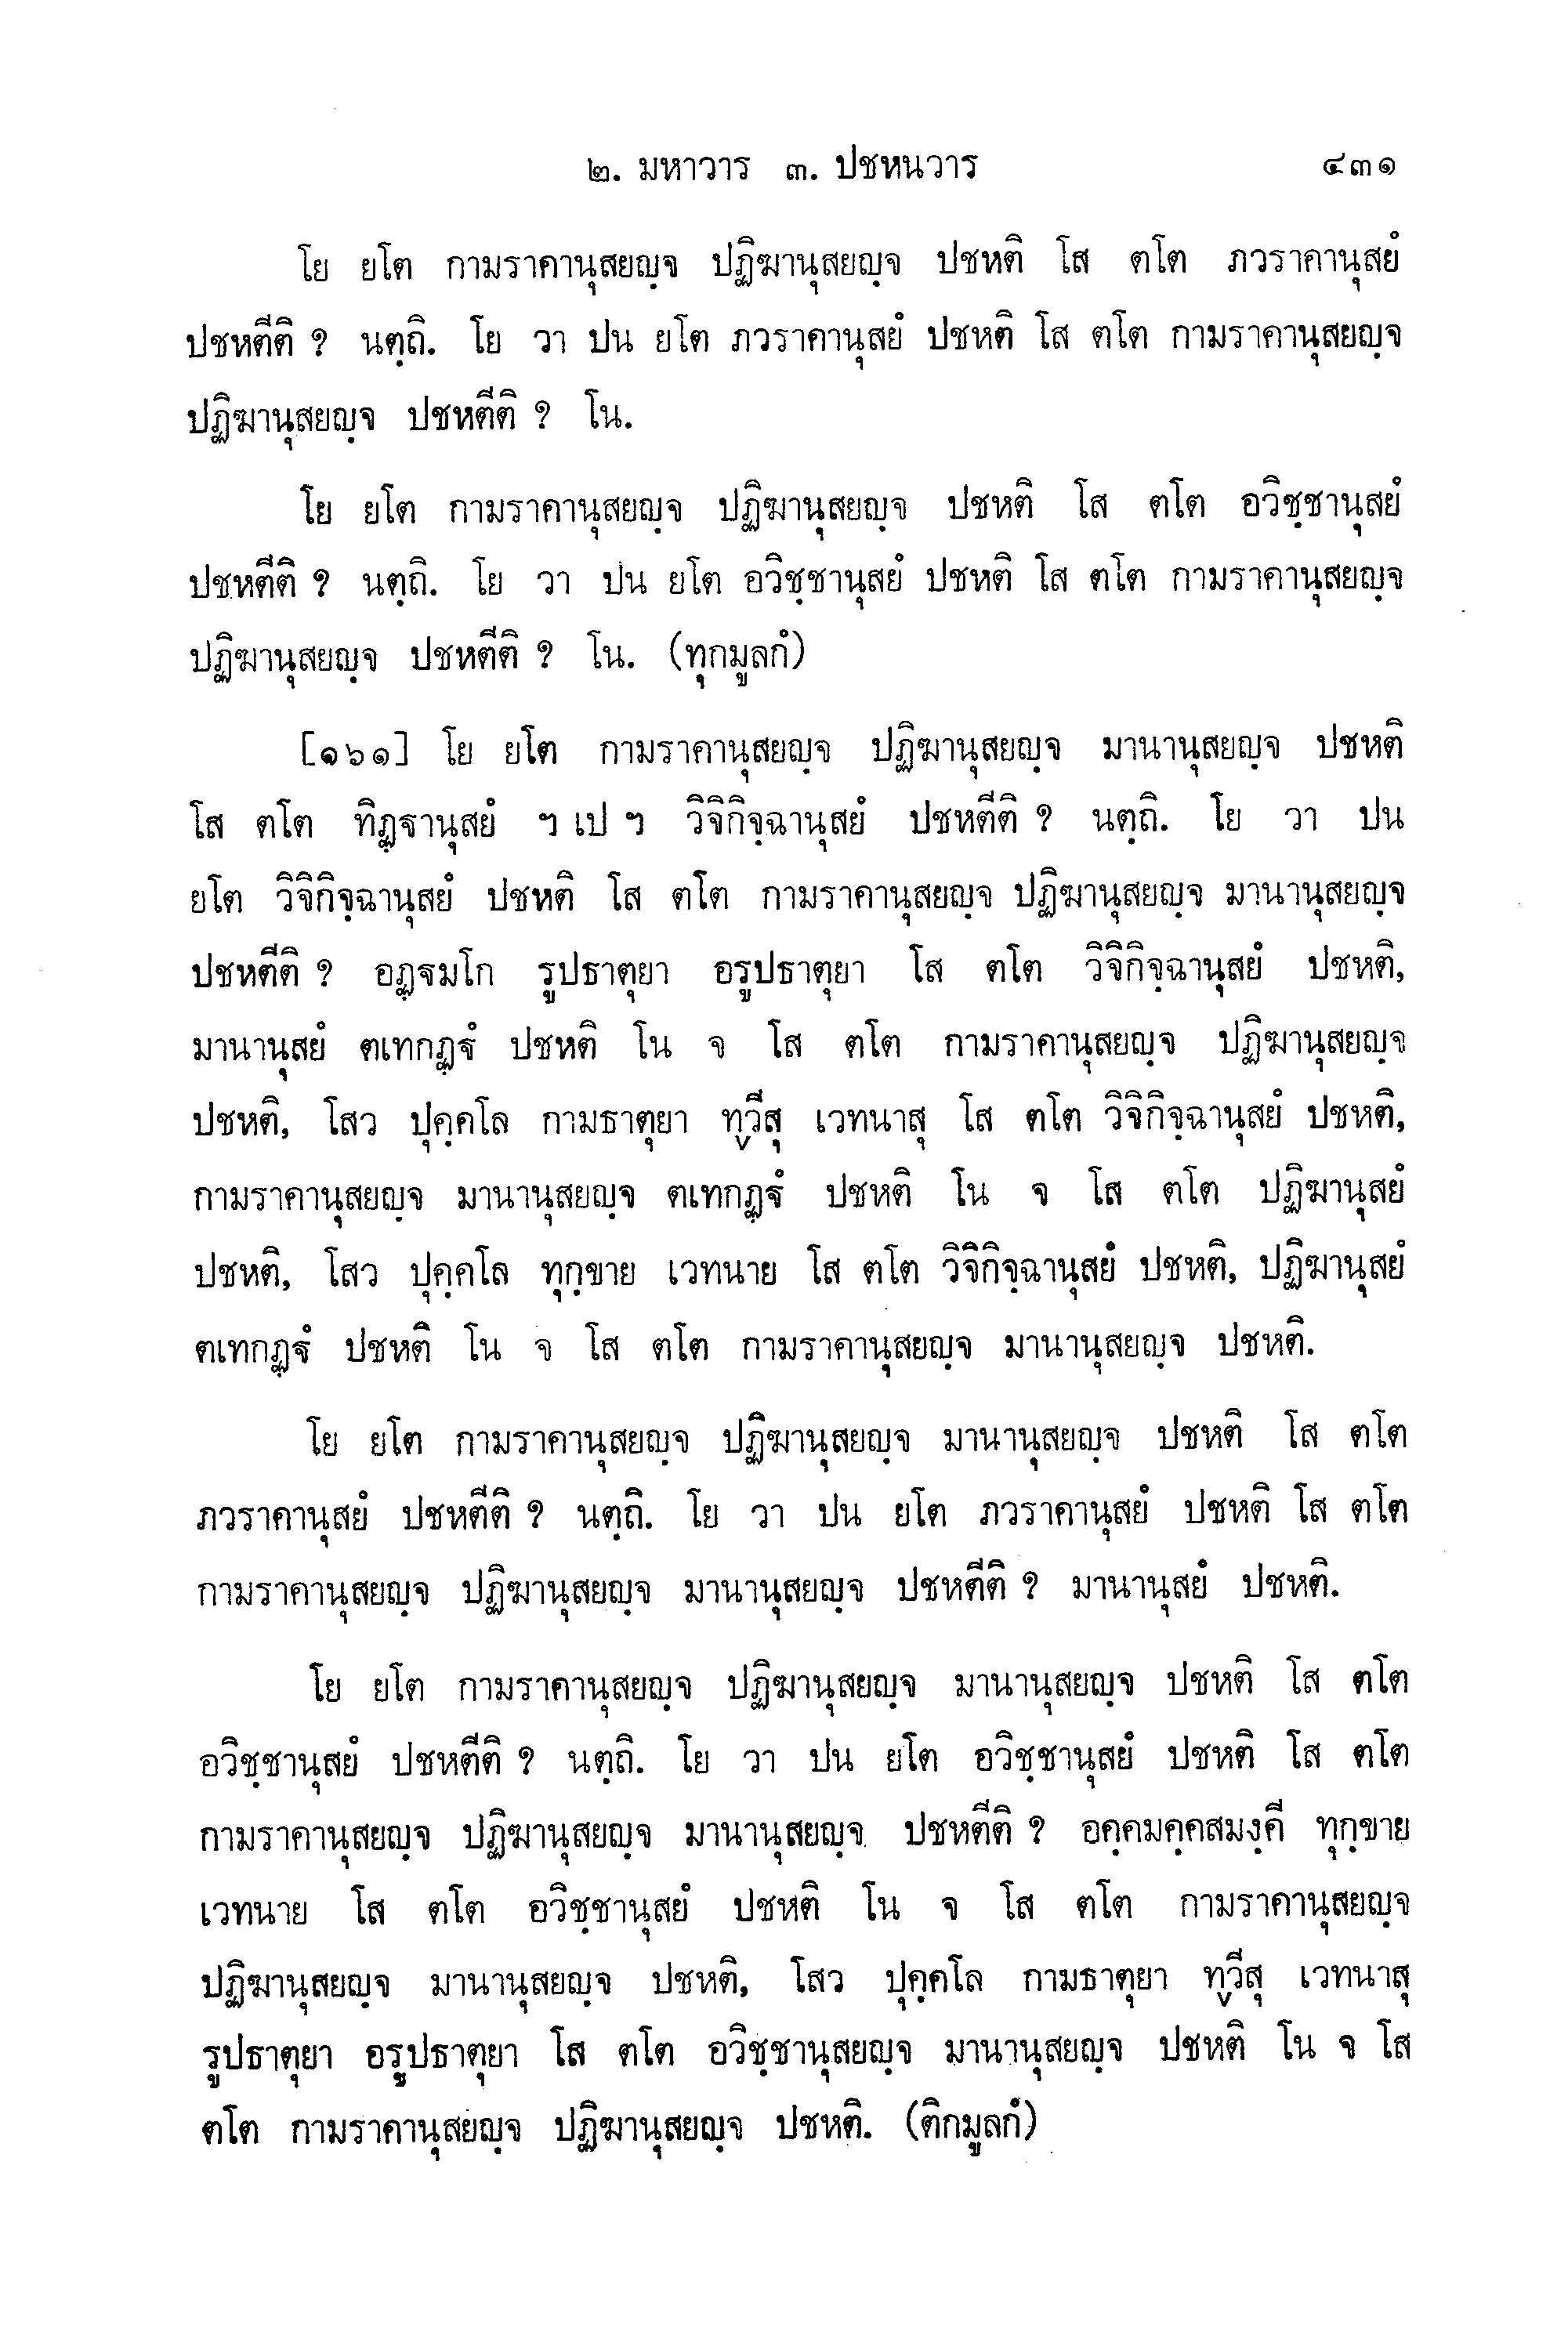 ๒. มหาวาร ๓. ปชหนวาร ๔๓๑
โย ยโต กามราคานุสยญฺจ ปฏิฆานุสยญฺจ ปชหติ โส ตโต ภวราคานุสยํ
ปชหตีติ ? นตฺถิ. โย วา ปน ยโต ภวราคานุสยํ ปชหติ โส ตโต กามราคานุสยญฺจ
ปฏิฆานุสยญฺจ ปชหตีติ ? โน.
โย ยโต กามราคานุสยญฺจ ปฏิฆานุสยญฺจ ปชหติ โส ตโต อวิชฺชานุสยํ
ปชหตีติ ? นตฺถิ. โย วา ปน ยโต อวิชฺชานุสยํ ปชหติ โส ตโต กามราคานุสยญฺจ
ปฏิฆานุสยญฺจ ปชหตีติ ? โน. (ทุกมูลกํ)
[๑๖๑] โย ยโต กามราคานุสยญฺจ ปฏิฆานุสยญฺจ มานานุสยญฺจ ปชหติ
โส ตโต ทิฏฺฐานุสยํ ฯ เป ฯ วิจิกิจฺฉานุสยํ ปชหตีติ ? นตฺถิ. โย วา ปน
ยโต วิจิกิจฺฉานุสยํ ปชหติ โส ตโต กามราคานุสยญฺจ ปฏิฆานุสยญฺจ มานานุสยญฺจ
ปชหตีติ ? อฏฺฐมโก รูปธาตุยา อรูปธาตุยา โส ตโต วิจิกิจฺฉานุสยํ ปชหติ,
มานานุสยํ ตเทกฏฺฐํ ปชหติ โน จ โส ตโต กามราคานุสยญฺจ ปฏิฆานุสยญฺจ
ปชหติ, โสว ปุคฺคโล กามธาตุยา ทฺวีสุ เวทนาสุ โส ตโต วิจิกิจฺฉานุสยํ ปชหติ,
กามราคานุสยญฺจ มานานุสยญฺจ ตเทกฏฺฐํ ปชหติ โน จ โส ตโต ปฏิฆานุสยํ
ปชหติ, โสว ปุคฺคโล ทุกฺขาย เวทนาย โส ตโต วิจิกิจฺฉานุสยํ ปชหติ, ปฏิฆานุสยํ
ตเทกฏฺฐํ ปชหติ โน จ โส ตโต กามราคานุสยญฺจ มานานุสยญฺจ ปชหติ.
โย ยโต กามราคานุสยญฺจ ปฏิฆานุสยญฺจ มานานุสยญฺจ ปชหติ โส ตโต
ภวราคานุสยํ ปชหตีติ ? นตฺถิ. โย วา ปน ยโต ภวราคานุสยํ ปชหติ โส ตโต
กามราคานุสยญฺจ ปฏิฆานุสยญฺจ มานานุสยญฺจ ปชหตีติ ? มานานุสยํ ปชหติ.
โย ยโต กามราคานุสยญฺจ ปฏิฆานุสยญฺจ มานานุสยญฺจ ปชหติ โส ตโต
อวิชฺชานุสยํ ปชหตีติ ? นตฺถิ. โย วา ปน ยโต อวิชฺชานุสยํ ปชหติ โส ตโต
กามราคานุสยญฺจ ปฏิฆานุสยญฺจ มานานุสยญฺจ ปชหตีติ ? อคฺคมคฺคสมงฺคี ทุกฺขาย
เวทนาย โส ตโต อวิชฺชานุสยํ ปชหติ โน จ โส ตโต กามราคานุสยญฺจ
ปฏิฆานุสยญฺจ มานานุสยญฺจ ปชหติ, โสว ปุคฺคโล กามธาตุยา ทฺวีสุ เวทนาสุ
รูปธาตุยา อรูปธาตุยา โส ตโต อวิชฺชานุสยญฺจ มานานุสยญฺจ ปชหติ โน จ โส
ตโต กามราคานุสยญฺจ ปฏิฆานุสยญฺจ ปชหติ. (ติกมูลกํ)